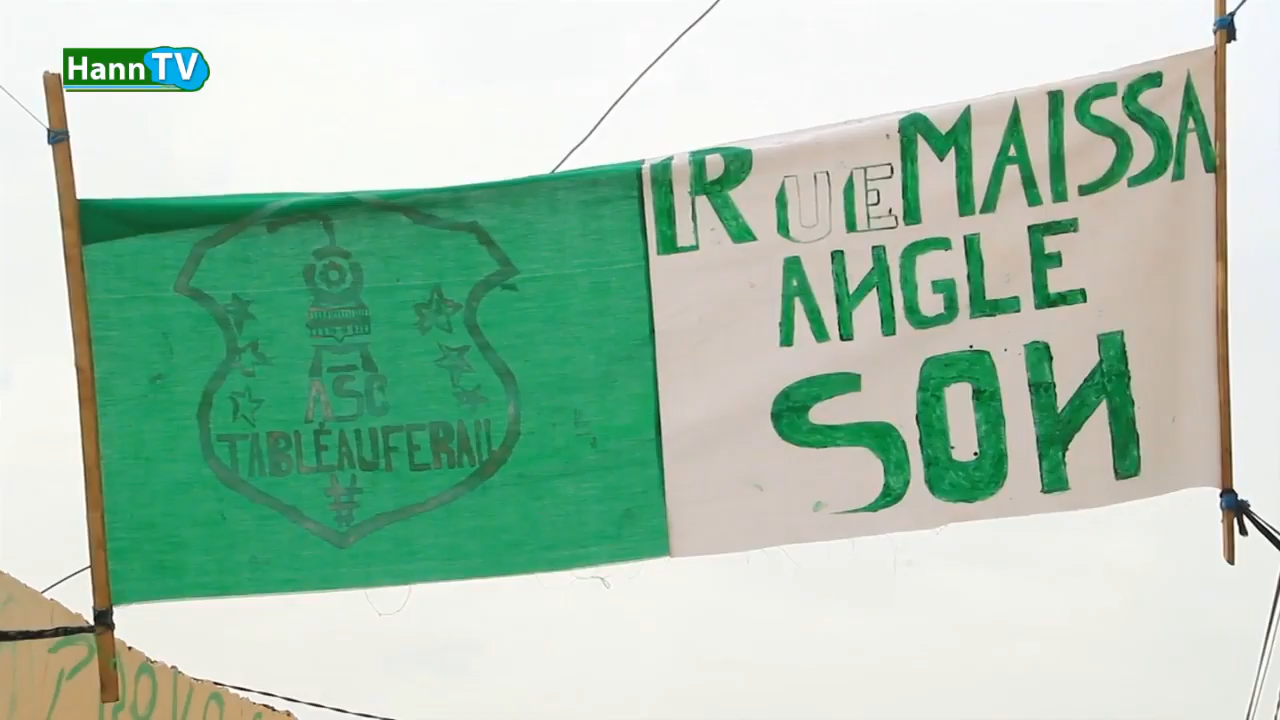 HannTV
ASC
TABLEAUFERAIL
RUE MAISSA
ANGLE
SON